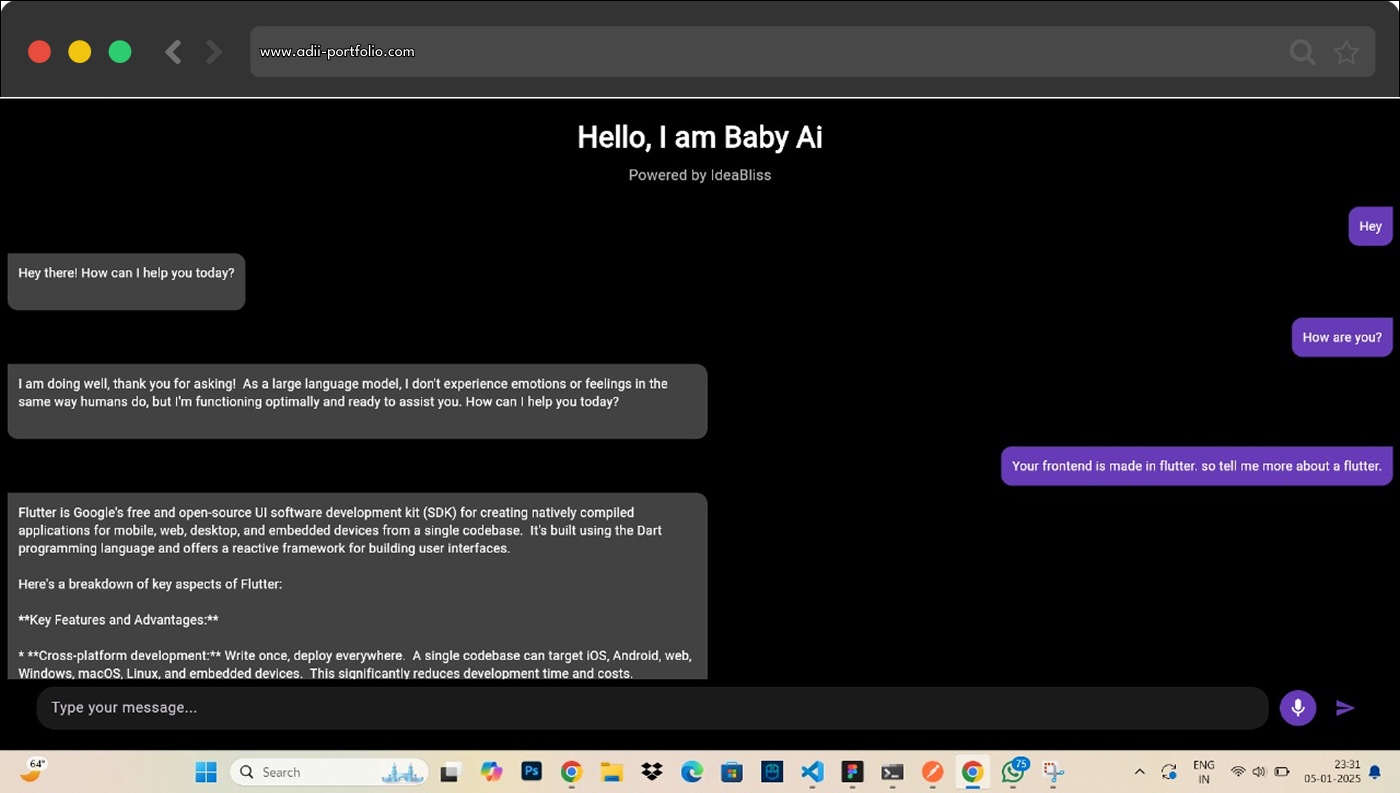 www.adii-portfolio.com
Hello, I am Baby Ai
Powered by IdeaBliss
Hey
Hey there! How can I help you today?
How are you?
I am doing well, thank you for asking!  As a large language model, I don't experience emotions or feelings in the
same way humans do, but I'm functioning optimally and ready to assist you. How can I help you today?
Your frontend is made in flutter. so tell me more about a flutter.
Flutter is Google's free and open-source UI software development kit (SDK) for creating natively compiled
applications for mobile, web, desktop, and embedded devices from a single codebase.  It's built using the Dart
programming language and offers a reactive framework for building user interfaces.
Here's a breakdown of key aspects of Flutter:
**Key Features and Advantages:**
* **Cross-platform development:** Write once, deploy everywhere.  A single codebase can target iOS, Android, web,
Windows, macOS, Linux, and embedded devices.  This significantly reduces development time and costs.
Type your message...
64°
Search
Ps
75
ENG
IN
23:31
05-01-2025